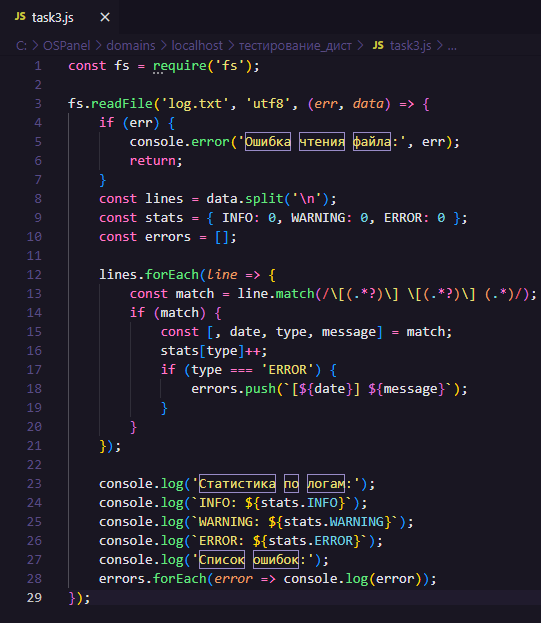 JS task3.js ×
C: > OSPanel > domains > localhost > тестирование_дист > JS task3.js > ...
1 const fs = require('fs');
2
3 fs.readFile('log.txt', 'utf8', (err, data) => {
4     if (err) {
5         console.error('Ошибка чтения файла:', err);
6         return;
7     }
8     const lines = data.split('\n');
9     const stats = { INFO: 0, WARNING: 0, ERROR: 0 };
10     const errors = [];
11
12     lines.forEach(line => {
13         const match = line.match(/\[(.*?)\] \[(.*?)\] (.*)/);
14         if (match) {
15             const [, date, type, message] = match;
16             stats[type]++;
17             if (type === 'ERROR') {
18                 errors.push(`[${date}] ${message}`);
19             }
20         }
21     });
22
23     console.log('Статистика по логам:');
24     console.log(`INFO: ${stats.INFO}`);
25     console.log(`WARNING: ${stats.WARNING}`);
26     console.log(`ERROR: ${stats.ERROR}`);
27     console.log('Список ошибок:');
28     errors.forEach(error => console.log(error));
29 });